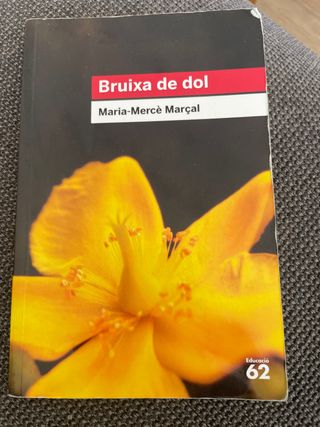 Bruixa de dol
Maria-Mercè Marçal
Educació
62